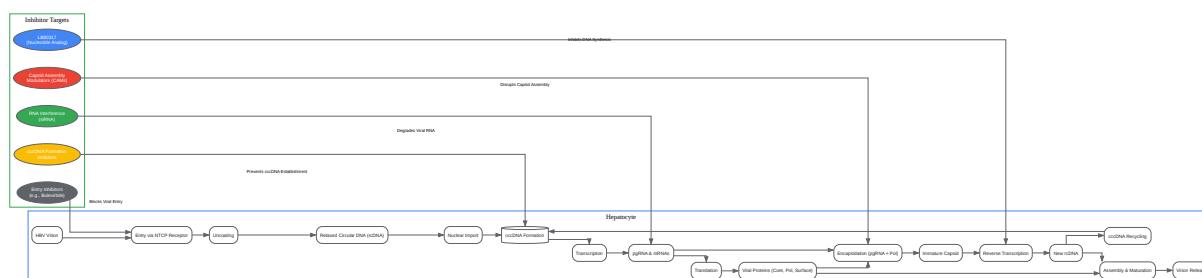 Inhibitor Targets
(Nucleoside Analog)
Inhibits DNA Synthesis
Capsid Assembly
Modulators (CAMs)
Disrupts Capsid Assembly
RNA Interference
(siRNA)
Degrades Viral RNA
cccDNA Formation
Inhibitors
Prevents cccDNA Establishment
Entry Inhibitors
(e.g., Bulevirtide)
Blocks Viral Entry
Hepatocyte
HBV Virion
Entry via NTCP Receptor
Uncoating
Relaxed Circular DNA (rcDNA)
Nuclear Import
cccDNA Formation
cccDNA Recycling
Transcription
pgRNA & mRNAs
Encapsidation (pgRNA + Pol)
Immature Capsid
Reverse Transcription
New rcDNA
Translation
Viral Proteins (Core, Pol, Surface)
Assembly & Maturation
Virion Relea